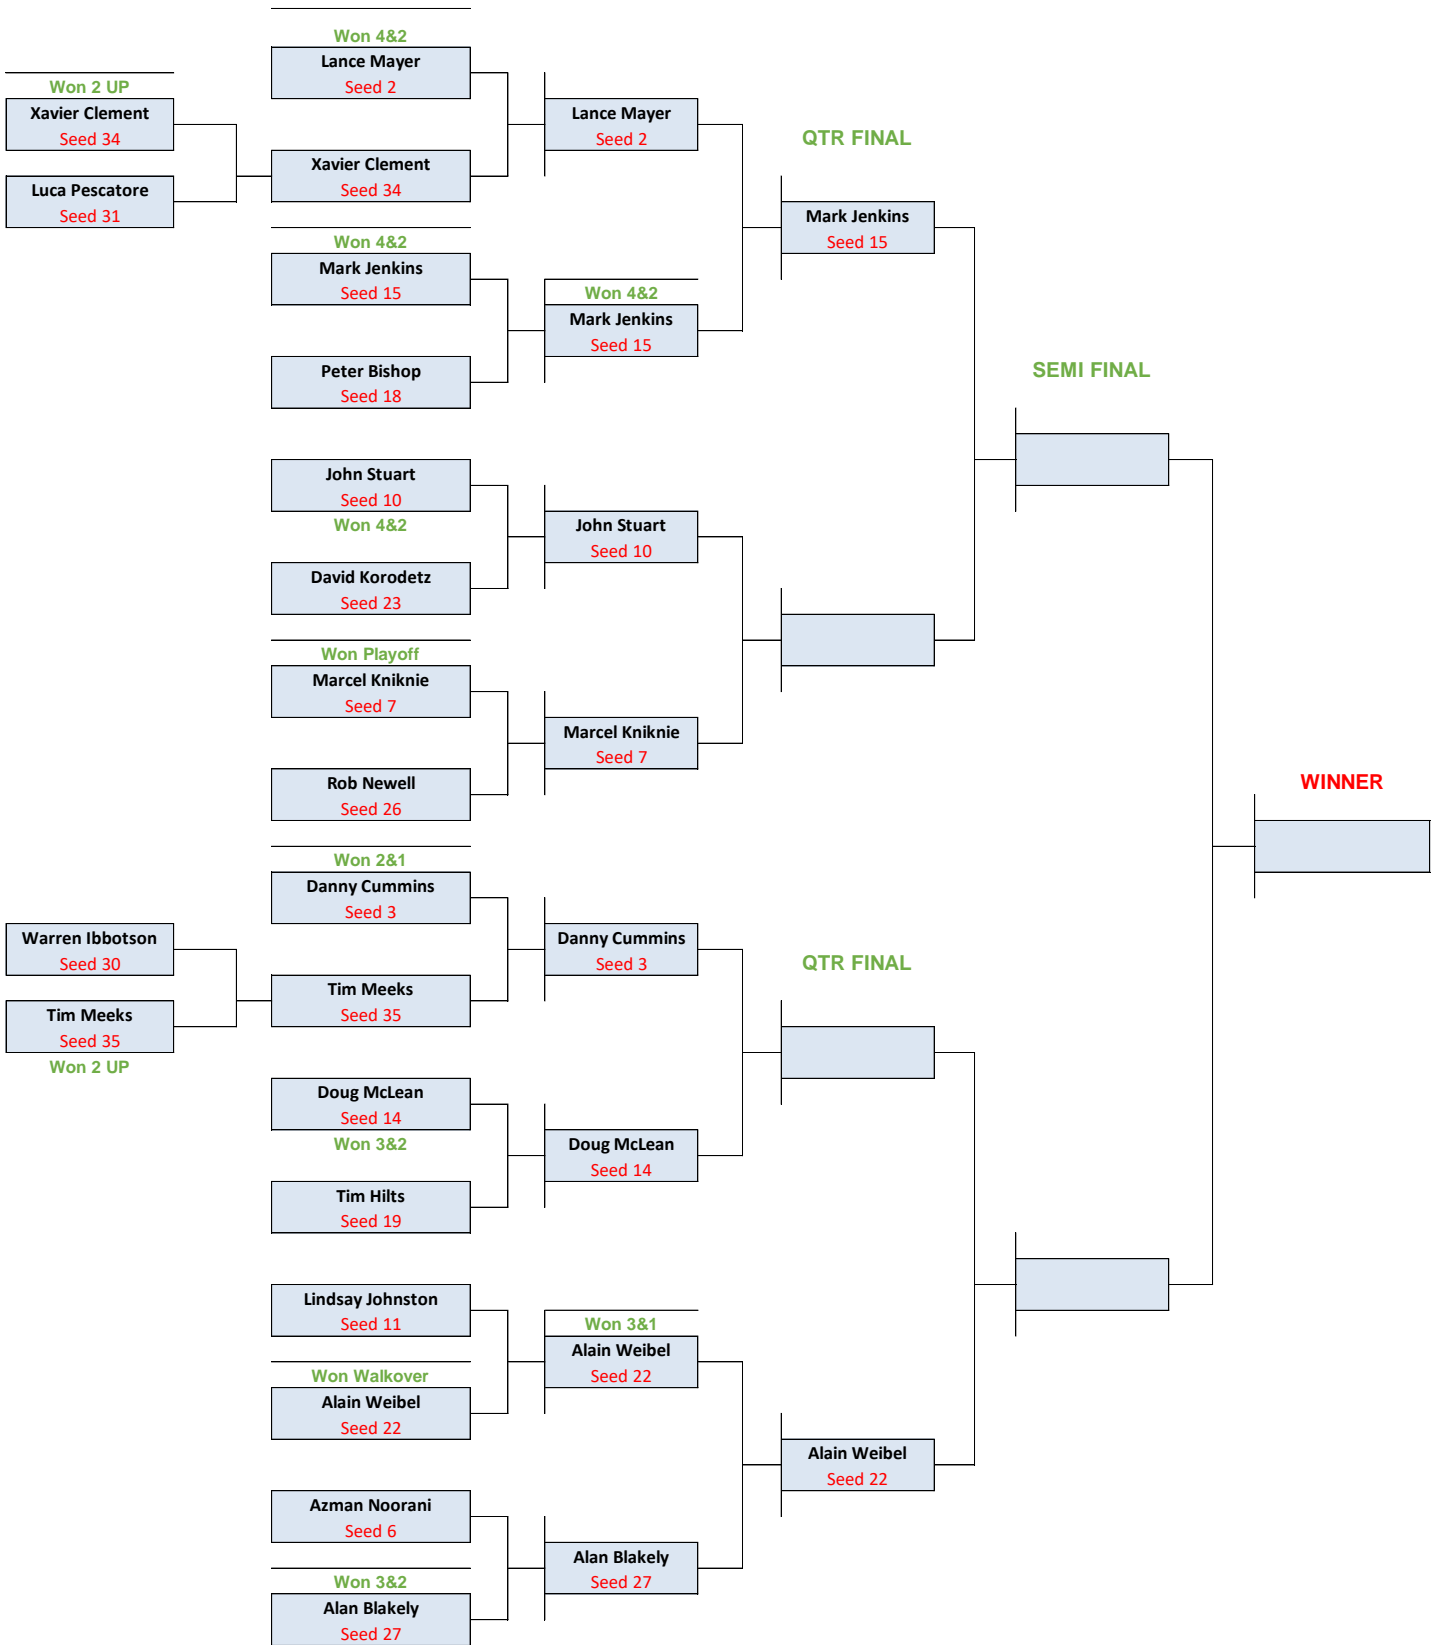 Won 4&2
Lance Mayer
Seed 2
Won 2 UP
Xavier Clement
Seed 34
Lance Mayer
Seed 2
QTR FINAL
Xavier Clement
Seed 34
Luca Pescatore
Seed 31
Mark Jenkins
Seed 15
Won 4&2
Mark Jenkins
Seed 15
Won 4&2
Mark Jenkins
Seed 15
Peter Bishop
Seed 18
SEMI FINAL
John Stuart
Seed 10
Won 4&2
John Stuart
Seed 10
David Korodetz
Seed 23
Won Playoff
Marcel Kniknie
Seed 7
Marcel Kniknie
Seed 7
Rob Newell
Seed 26
WINNER
Won 2&1
Danny Cummins
Seed 3
Warren Ibbotson
Seed 30
Danny Cummins
Seed 3
QTR FINAL
Tim Meeks
Seed 35
Tim Meeks
Seed 35
Won 2 UP
Doug McLean
Seed 14
Won 3&2
Doug McLean
Seed 14
Tim Hilts
Seed 19
Lindsay Johnston
Seed 11
Won 3&1
Alain Weibel
Seed 22
Won Walkover
Alain Weibel
Seed 22
Alain Weibel
Seed 22
Azman Noorani
Seed 6
Alan Blakely
Seed 27
Won 3&2
Alan Blakely
Seed 27